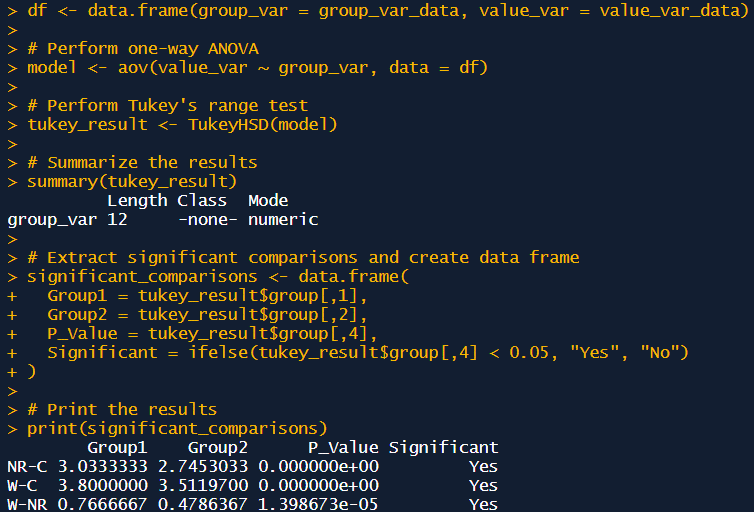 > df <- data.frame(group_var = group_var_data, value_var = value_var_data)
>
> # Perform one-way ANOVA
> model <- aov(value_var ~ group_var, data = df)
>
> # Perform Tukey's range test
> tukey_result <- TukeyHSD(model)
>
> # Summarize the results
> summary(tukey_result)
          Length Class  Mode
group_var 12     -none- numeric
>
> # Extract significant comparisons and create data frame
> significant_comparisons <- data.frame(
+   Group1 = tukey_result$group[,1],
+   Group2 = tukey_result$group[,2],
+   P_Value = tukey_result$group[,4],
+   Significant = ifelse(tukey_result$group[,4] < 0.05, "Yes", "No")
+ )
>
> # Print the results
> print(significant_comparisons)
        Group1    Group2      P_Value Significant
NR-C 3.0333333 2.7453033 0.000000e+00         Yes
W-C  3.8000000 3.5119700 0.000000e+00         Yes
W-NR 0.7666667 0.4786367 1.398673e-05         Yes